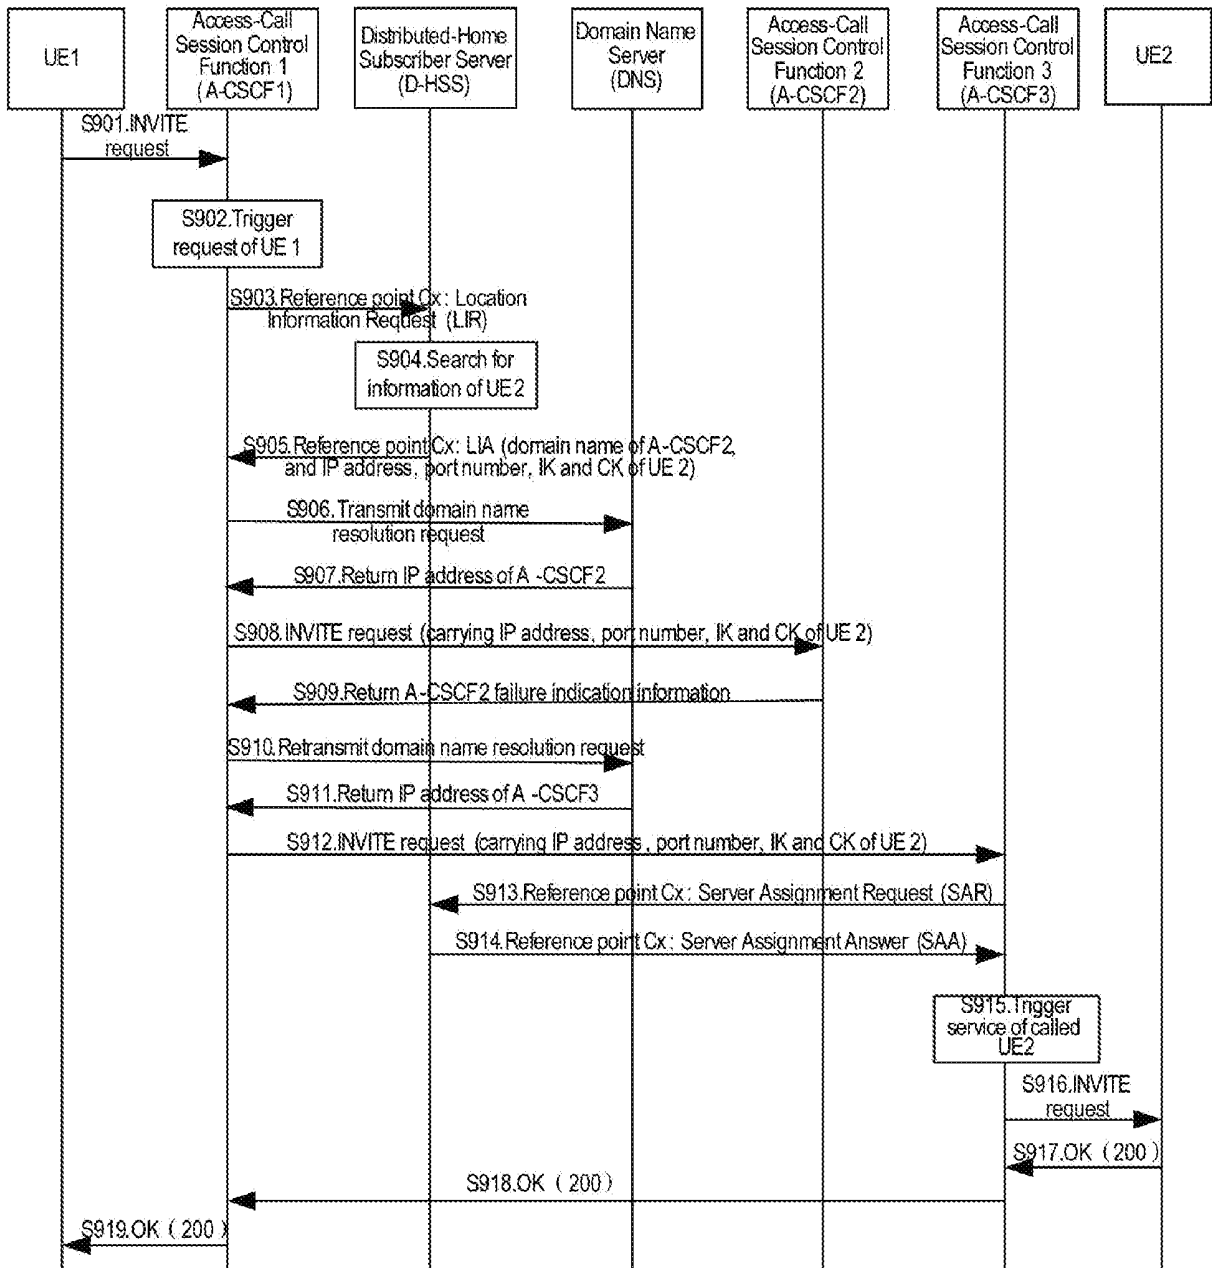 UE1
Access-Call
Session Control
Function 1
(A-CSCF1)
Distributed-Home
Subscriber Server
(D-HSS)
Domain Name
Server
(DNS)
Access-Call
Session Control
Function 2
(A-CSCF2)
Access-Call
Session Control
Function 3
(A-CSCF3)
UE2
S901.INVITE
request
S902.Trigger
request of UE 1
S903.Reference point Cx: Location
Information Request (LIR)
S904.Search for
information of UE2
S905.Reference point Cx: LIA (domain name of A-CSCF2,
and IP address, port number, IK and CK of UE 2)
S906.Transmit domain name
resolution request
S907.Return IP address of A -CSCF2
S908.INVITE request (carrying IP address, port number, IK and CK of UE 2)
S909.Return A-CSCF2 failure indication information
S910.Retransmit domain name resolution request
S911.Return IP address of A -CSCF3
S912.INVITE request (carrying IP address, port number, IK and CK of UE 2)
S913.Reference point Cx: Server Assignment Request (SAR)
S914.Reference point Cx: Server Assignment Answer (SAA)
S915.Trigger
service of called
UE2
S916.INVITE
request
S917.OK (200)
S918.OK (200)
S919.OK (200)